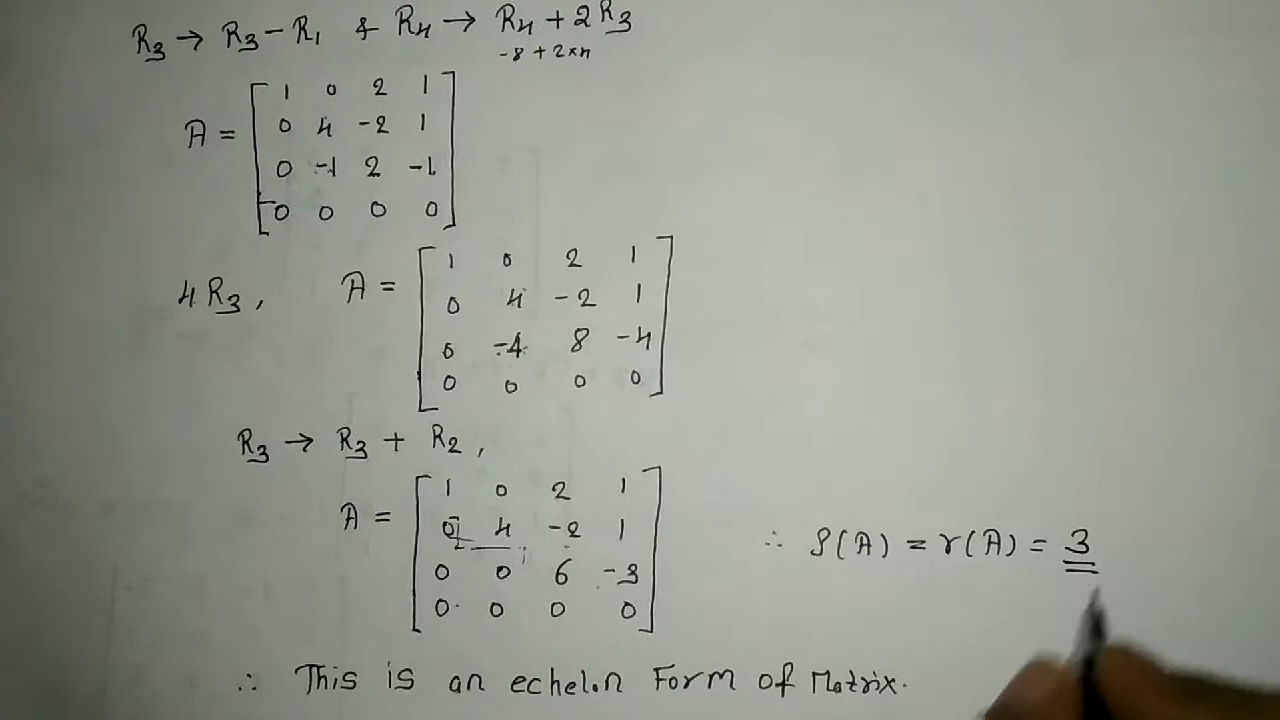 R₃ → R₃ − R₁ & R₄ → R₄ + 2R₃
-8 + 2×4
A = [ 1 0 2 1
0 4 -2 1
0 -1 2 -1
0 0 0 0 ]
4R₃, A = [ 1 0 2 1
0 4 -2 1
0 -4 8 -4
0 0 0 0 ]
R₃ → R₃ + R₂,
A = [ 1 0 2 1
0 4 -2 1
0 0 6 -3
0 0 0 0 ]
∴ ρ(A) = r(A) = 3
∴ This is an echelon Form of Matrix.